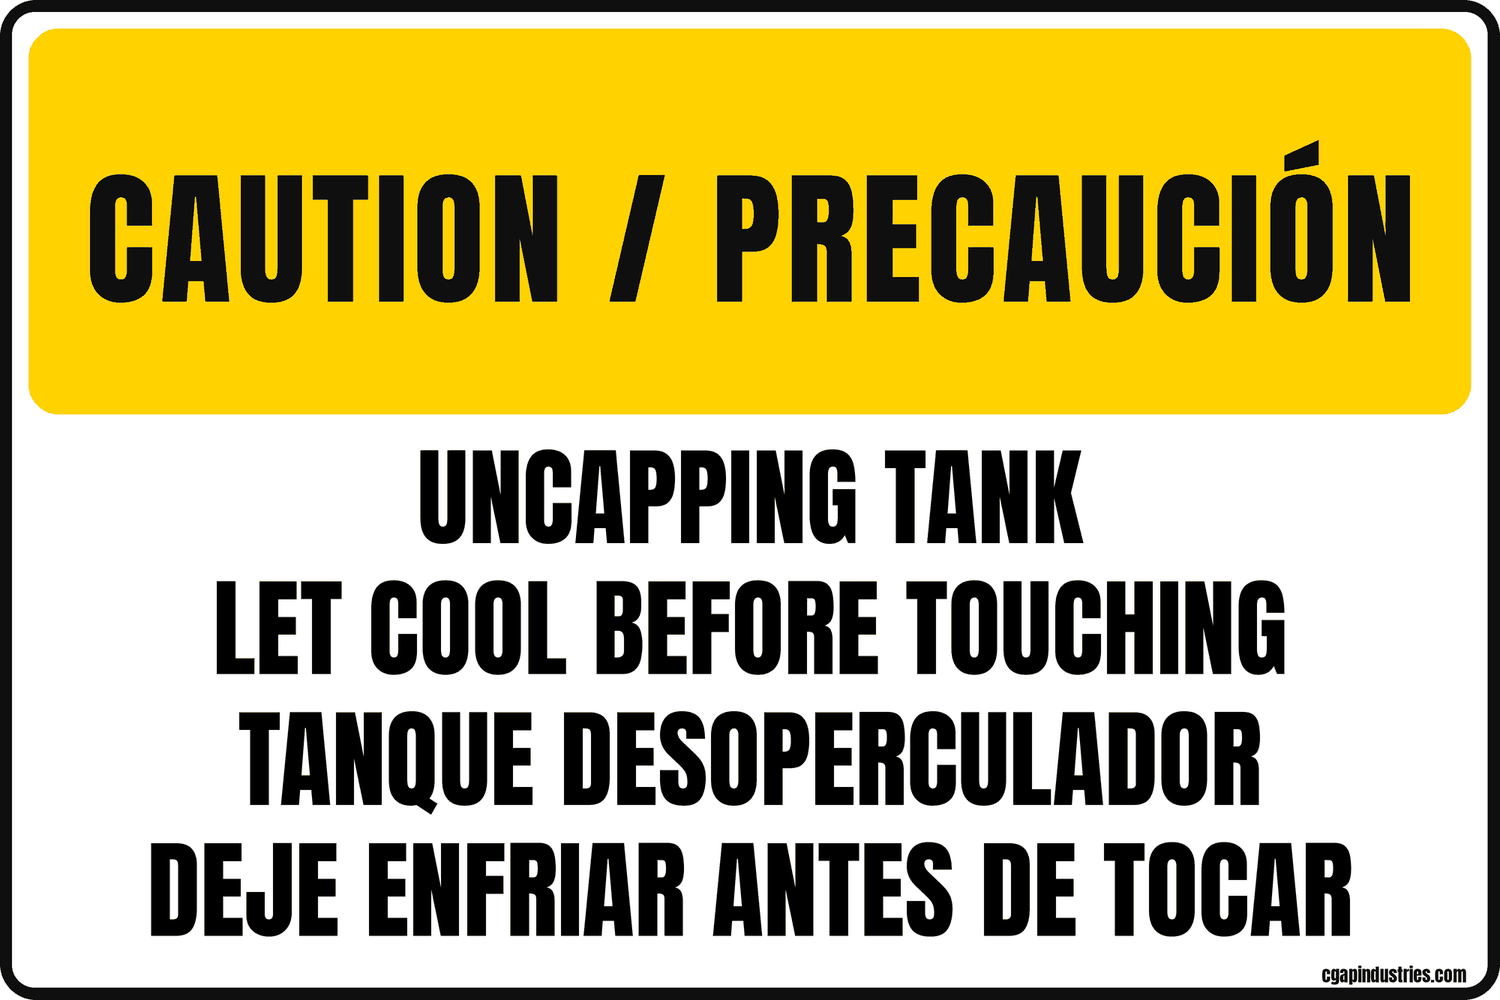 CAUTION / PRECAUCIÓN
UNCAPPING TANK
LET COOL BEFORE TOUCHING
TANQUE DESOPERCULADOR
DEJE ENFRIAR ANTES DE TOCAR
cgapindustries.com